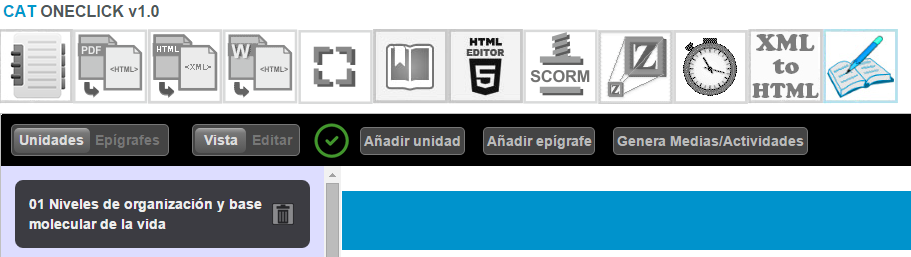 CAT ONECLICK v1.0
PDF
<HTML>
HTML
<XML>
W
<HTML>
HTML
EDITOR
5
SCORM
Z
Z
XML
to
HTML
Unidades Epígrafes
Vista Editar
Añadir unidad
Añadir epígrafe
Genera Medias/Actividades
01 Niveles de organización y base
molecular de la vida